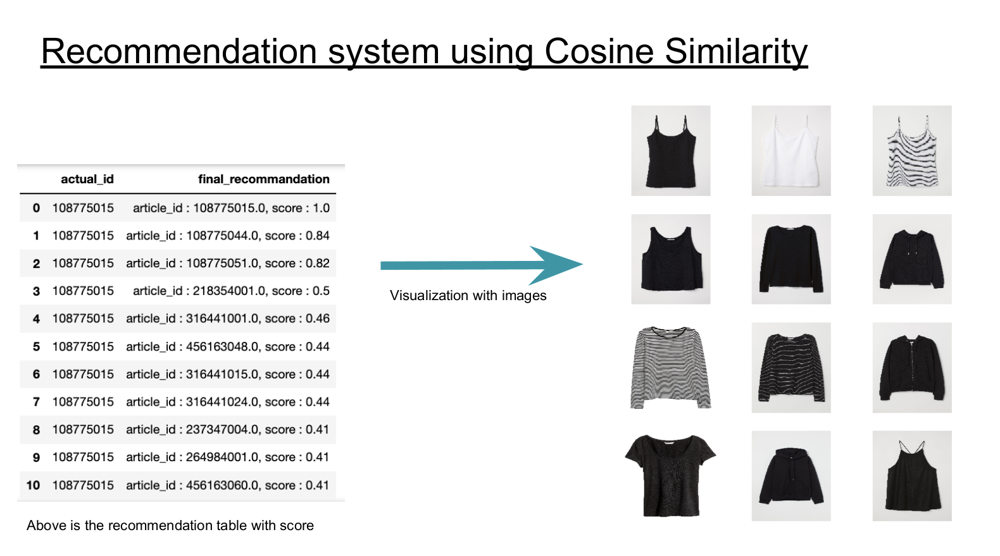 Recommendation system using Cosine Similarity
actual_id final_recommandation
0 108775015 article_id : 108775015.0, score : 1.0
1 108775015 article_id : 108775044.0, score : 0.84
2 108775015 article_id : 108775051.0, score : 0.82
3 108775015 article_id : 218354001.0, score : 0.5
4 108775015 article_id : 316441001.0, score : 0.46
5 108775015 article_id : 456163048.0, score : 0.44
6 108775015 article_id : 316441015.0, score : 0.44
7 108775015 article_id : 316441024.0, score : 0.44
8 108775015 article_id : 237347004.0, score : 0.41
9 108775015 article_id : 264984001.0, score : 0.41
10 108775015 article_id : 456163060.0, score : 0.41
Above is the recommendation table with score
Visualization with images